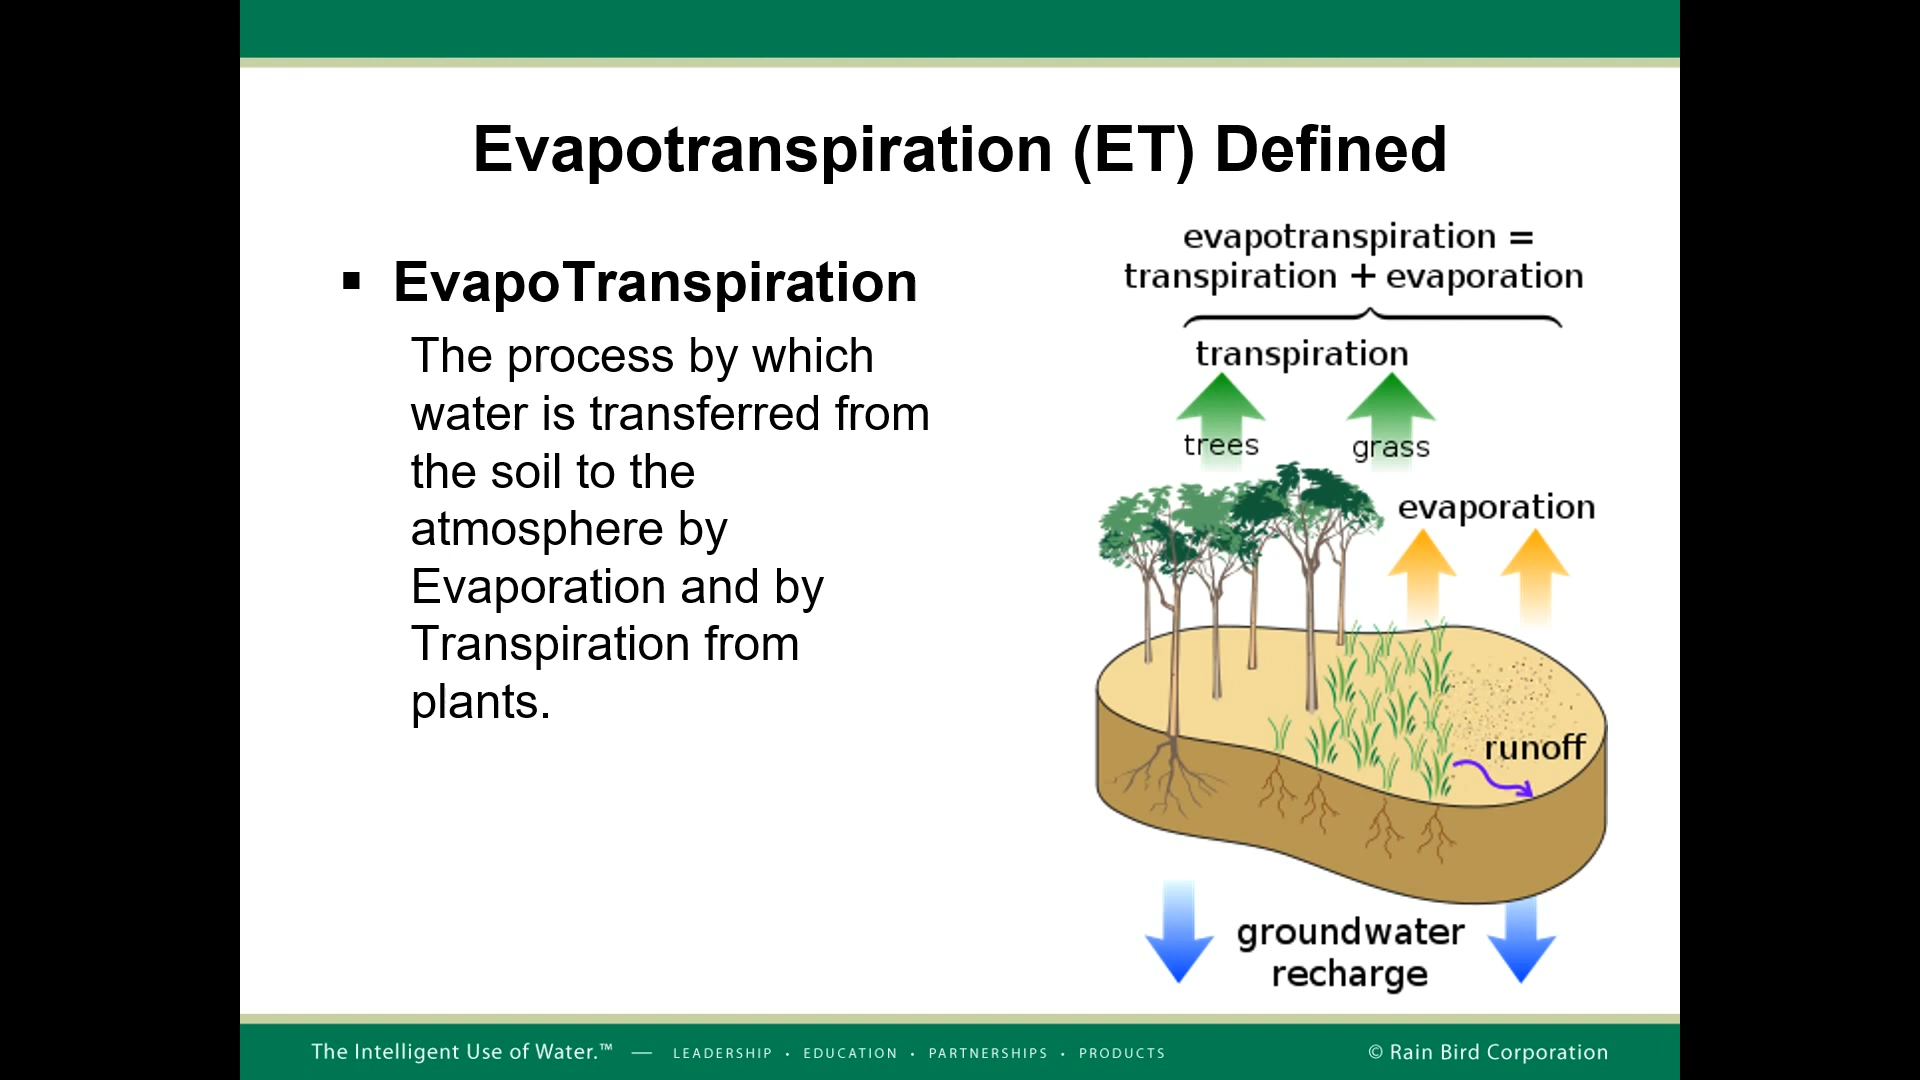 Evapotranspiration (ET) Defined
▪ EvapoTranspiration
The process by which
water is transferred from
the soil to the
atmosphere by
Evaporation and by
Transpiration from
plants.
evapotranspiration =
transpiration + evaporation
transpiration
trees grass
evaporation
runoff
groundwater
recharge
The Intelligent Use of Water.™ — LEADERSHIP • EDUCATION • PARTNERSHIPS • PRODUCTS © Rain Bird Corporation